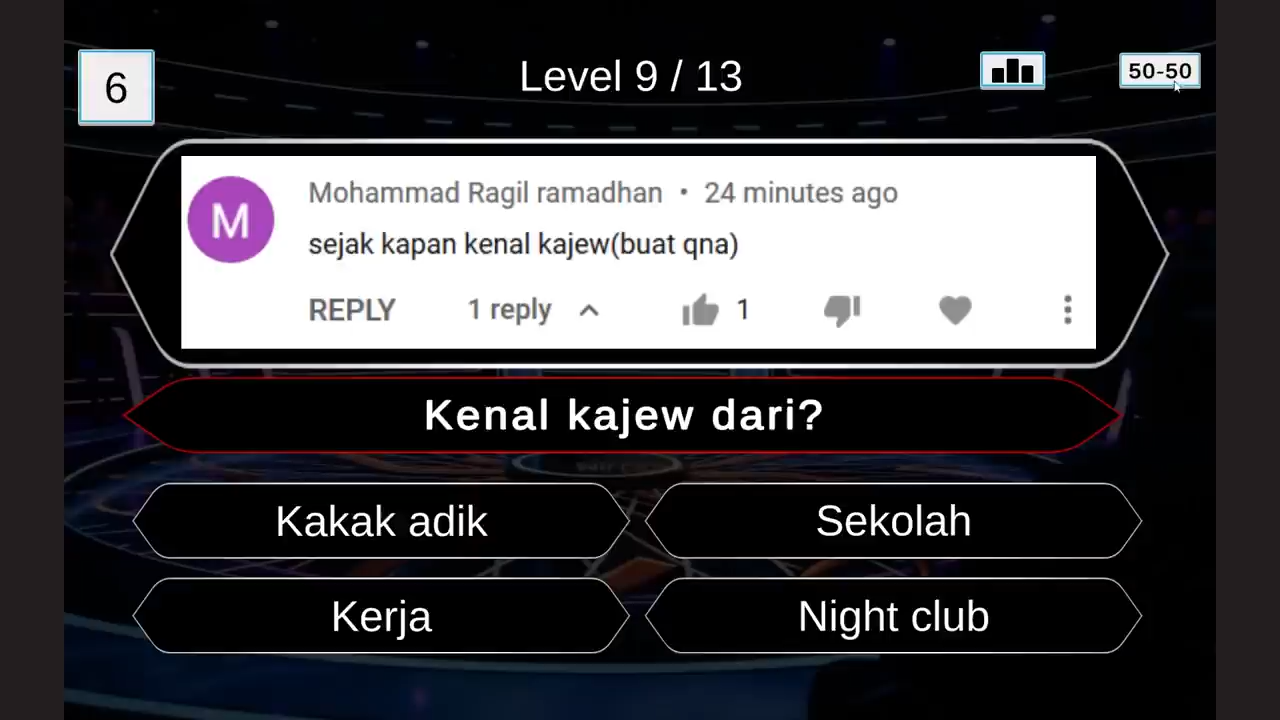 6
Level 9 / 13
50-50
M
Mohammad Ragil ramadhan • 24 minutes ago
sejak kapan kenal kajew(buat qna)
REPLY 1 reply 1
Kenal kajew dari?
Kakak adik
Sekolah
Kerja
Night club